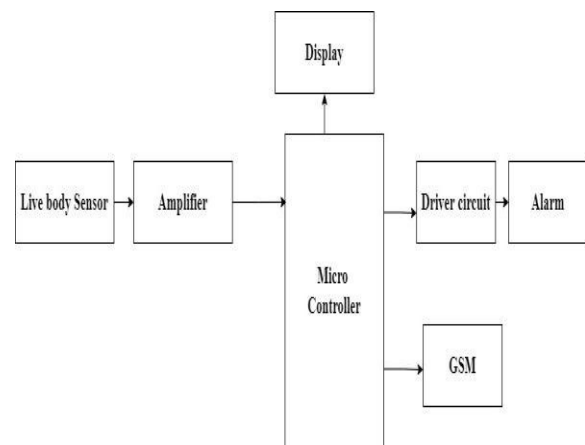 Display
Live body Sensor
Amplifier
Driver circuit
Alarm
Micro
Controller
GSM